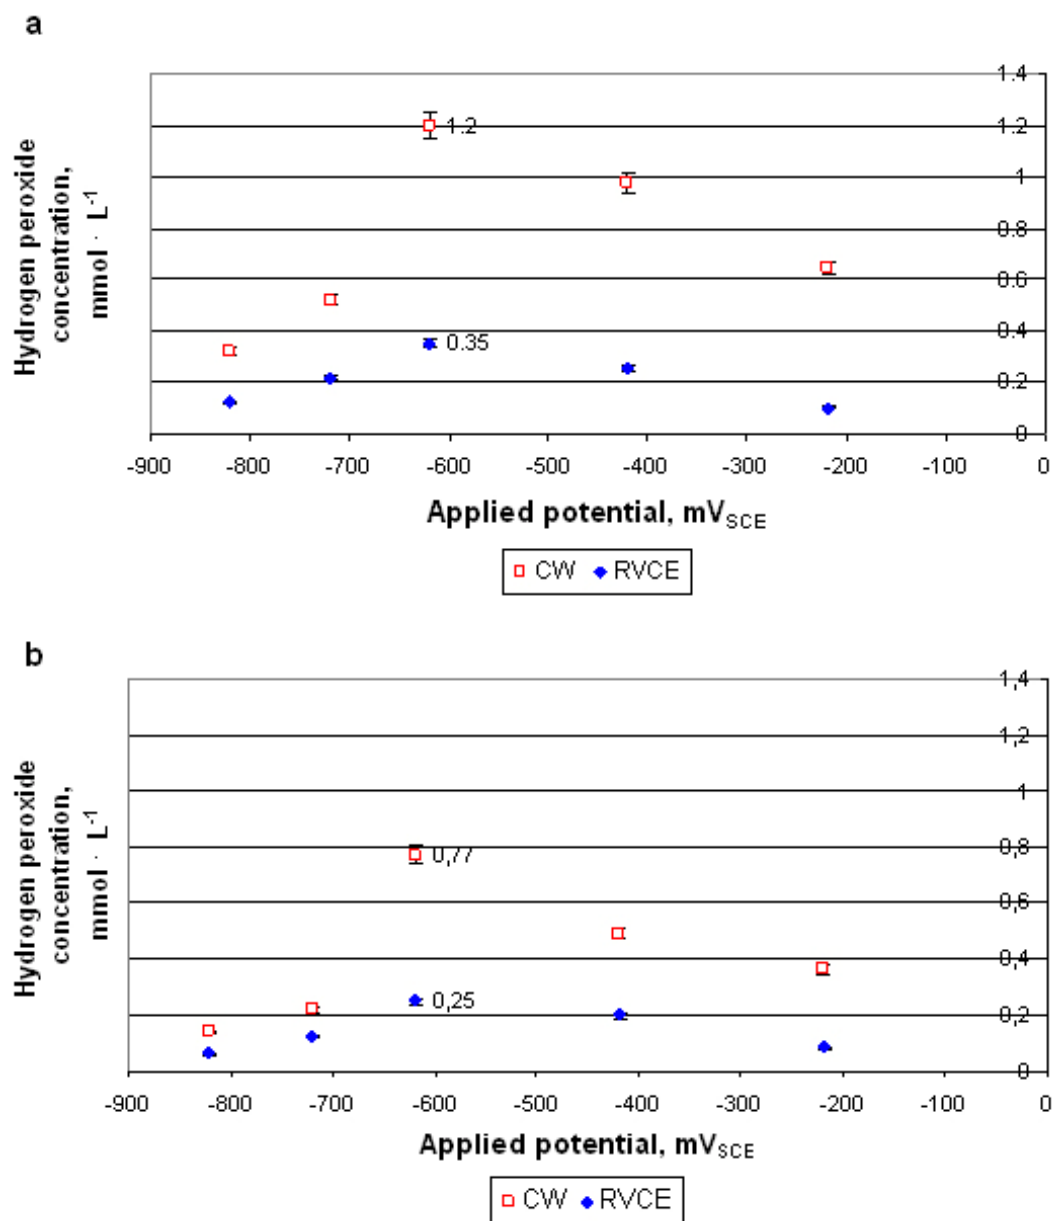 a
Hydrogen peroxide
concentration,
mmol · L⁻¹
1.4
1.2
1
0.8
0.6
0.4
0.2
0
1.2
0.35
-900 -800 -700 -600 -500 -400 -300 -200 -100 0
Applied potential, mV_SCE
CW RVCE
b
Hydrogen peroxide
concentration,
mmol · L⁻¹
1,4
1,2
1
0,8
0,6
0,4
0,2
0
0,77
0,25
-900 -800 -700 -600 -500 -400 -300 -200 -100 0
Applied potential, mV_SCE
CW RVCE